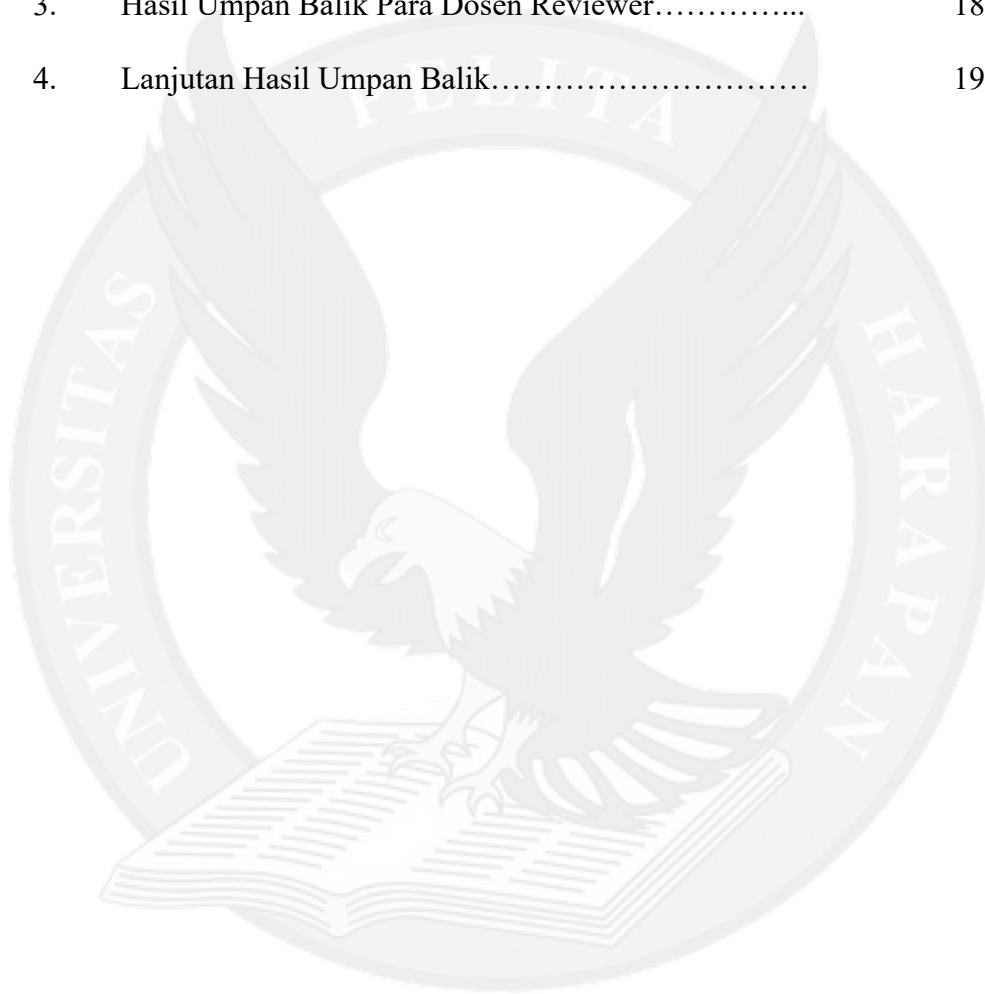 3. Hasil Umpan Balik Para Dosen Reviewer………….... 18
4. Lanjutan Hasil Umpan Balik………………………… 19
UNIVERSITAS PELITA HARAPAN